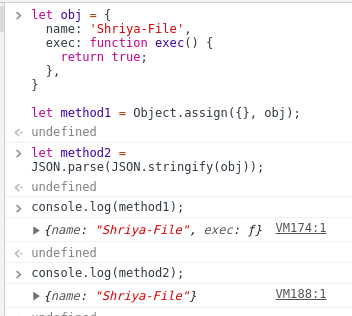 let obj = {
name: 'Shriya-File',
exec: function exec() {
return true;
},
}
let method1 = Object.assign({}, obj);
undefined
let method2 =
JSON.parse(JSON.stringify(obj));
undefined
console.log(method1);
{name: "Shriya-File", exec: ƒ} VM174:1
undefined
console.log(method2);
{name: "Shriya-File"} VM188:1